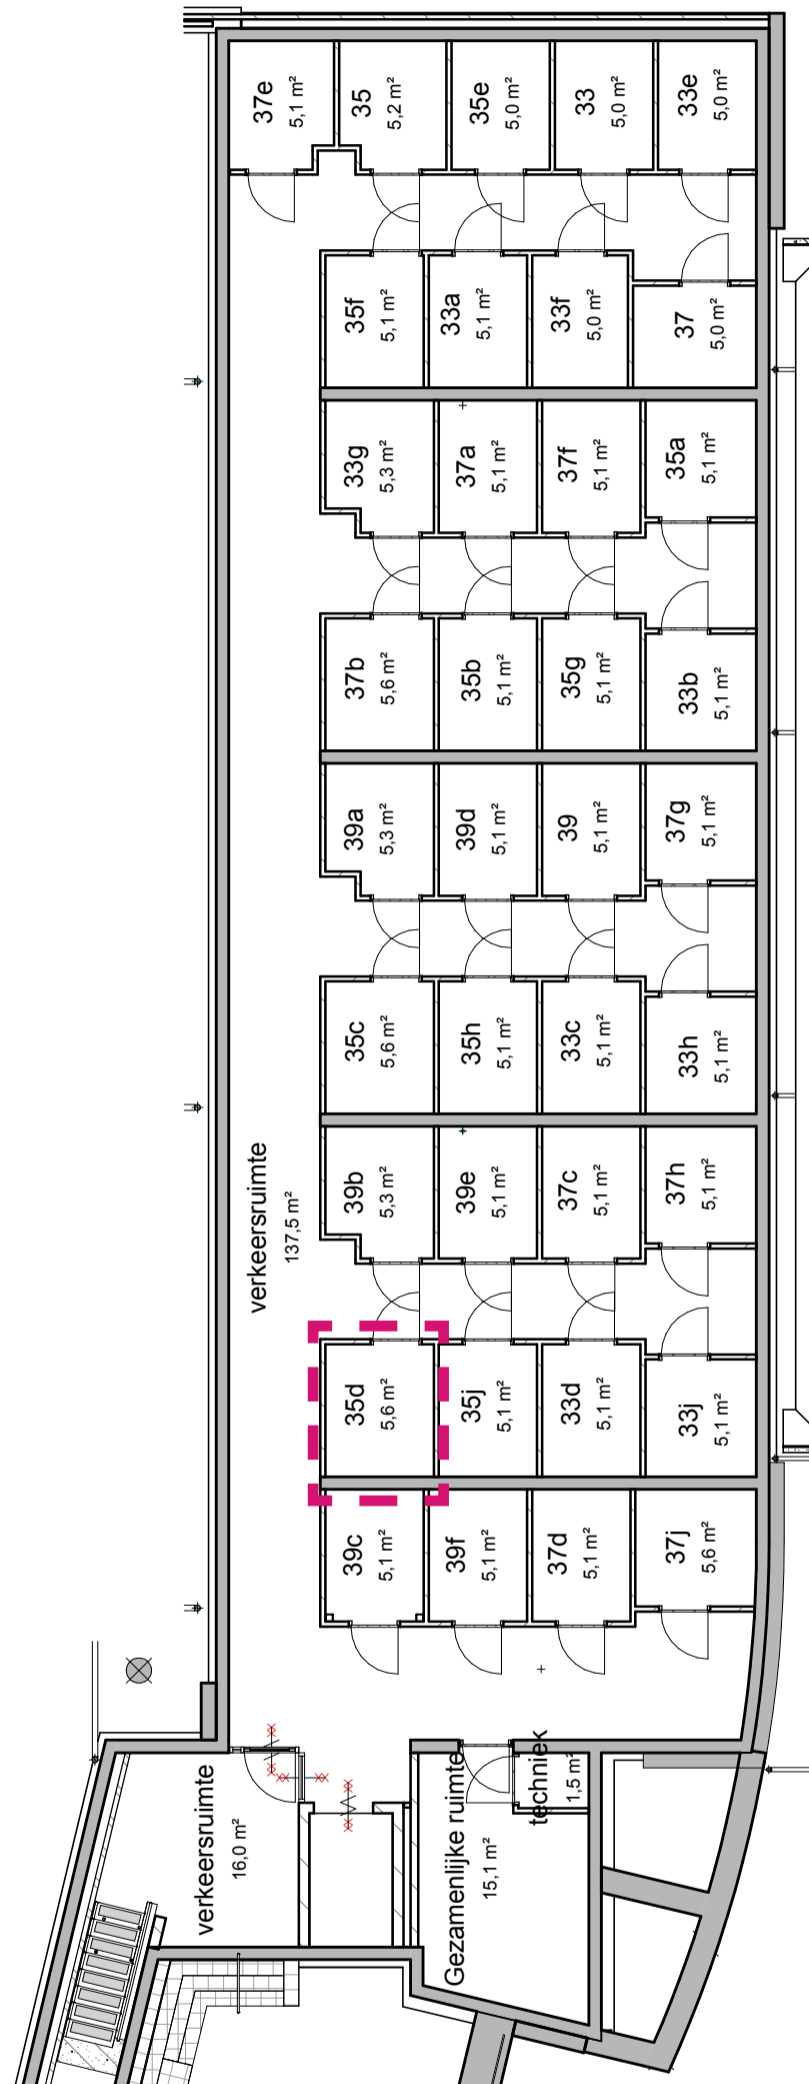 37e
5,1 m²
35
5,2 m²
35e
5,0 m²
33
5,0 m²
33e
5,0 m²
35f
5,1 m²
33a
5,1 m²
33f
5,0 m²
37
5,0 m²
33g
5,3 m²
37a
5,1 m²
37f
5,1 m²
35a
5,1 m²
37b
5,6 m²
35b
5,1 m²
35g
5,1 m²
33b
5,1 m²
39a
5,3 m²
39d
5,1 m²
39
5,1 m²
37g
5,1 m²
35c
5,6 m²
35h
5,1 m²
33c
5,1 m²
33h
5,1 m²
verkeersruimte
137,5 m²
39b
5,3 m²
39e
5,1 m²
37c
5,1 m²
37h
5,1 m²
35d
5,6 m²
35j
5,1 m²
33d
5,1 m²
33j
5,1 m²
39c
5,1 m²
39f
5,1 m²
37d
5,1 m²
37j
5,6 m²
verkeersruimte
16,0 m²
Gezamenlijke ruimte
15,1 m²
techniek
1,5 m²